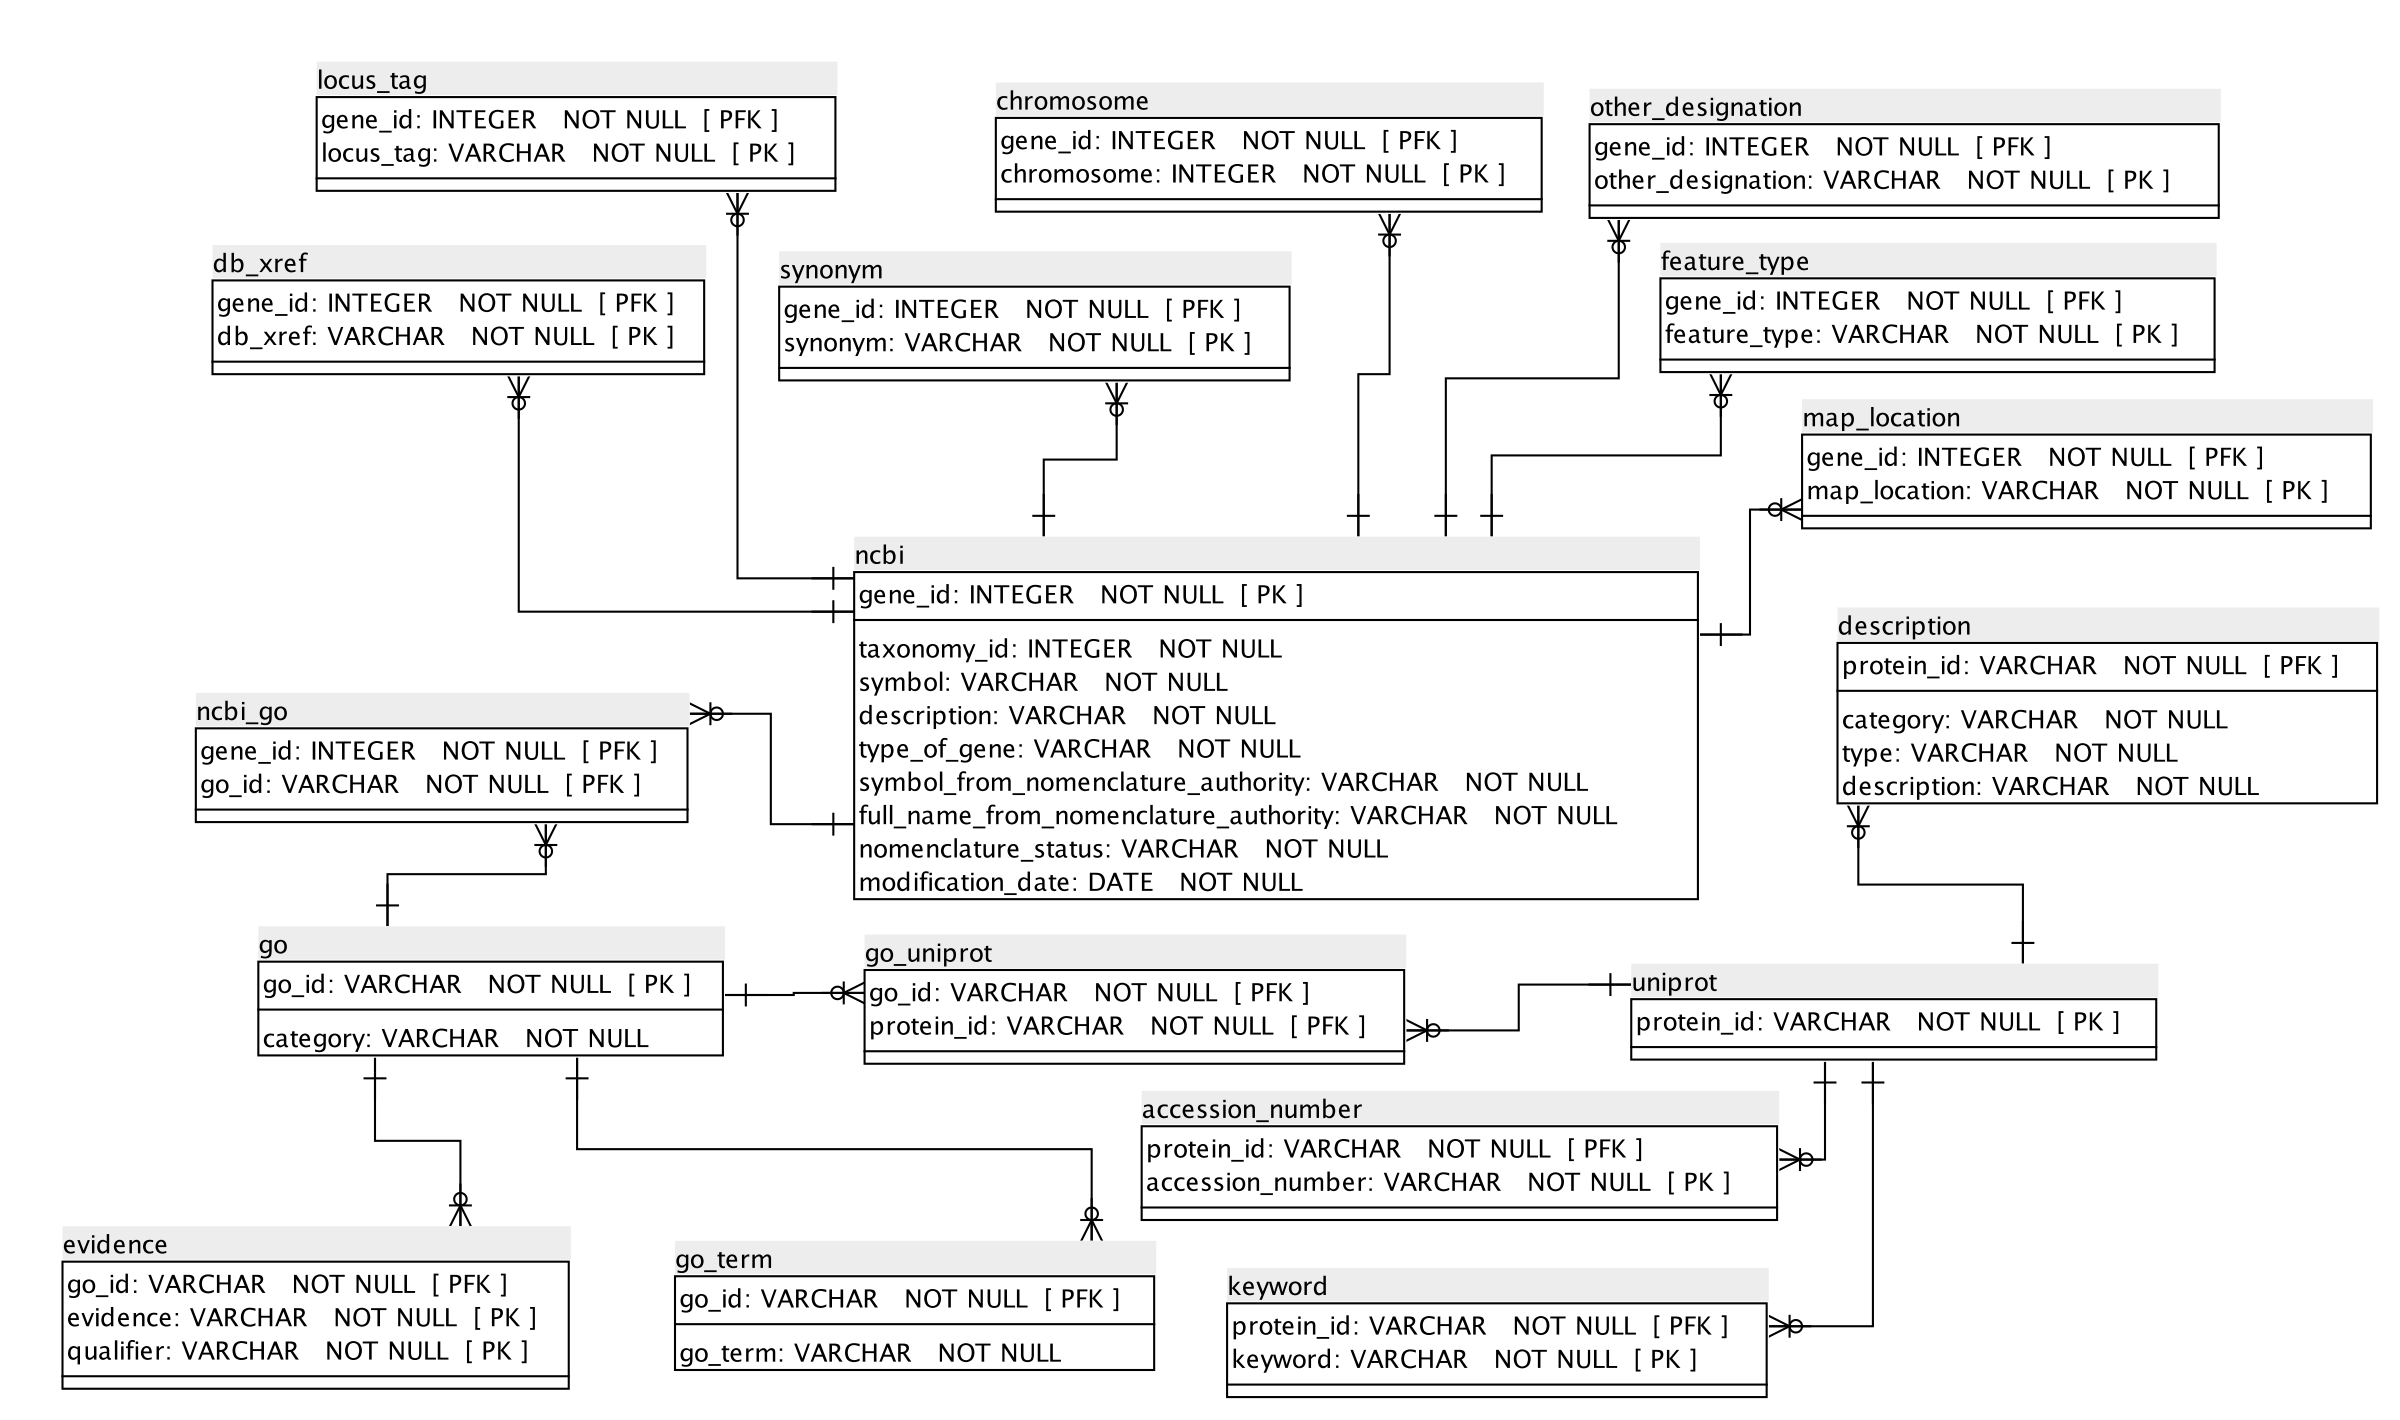 locus_tag
gene_id: INTEGER NOT NULL [ PFK ]
locus_tag: VARCHAR NOT NULL [ PK ]
chromosome
gene_id: INTEGER NOT NULL [ PFK ]
chromosome: INTEGER NOT NULL [ PK ]
other_designation
gene_id: INTEGER NOT NULL [ PFK ]
other_designation: VARCHAR NOT NULL [ PK ]
db_xref
gene_id: INTEGER NOT NULL [ PFK ]
db_xref: VARCHAR NOT NULL [ PK ]
synonym
gene_id: INTEGER NOT NULL [ PFK ]
synonym: VARCHAR NOT NULL [ PK ]
feature_type
gene_id: INTEGER NOT NULL [ PFK ]
feature_type: VARCHAR NOT NULL [ PK ]
map_location
gene_id: INTEGER NOT NULL [ PFK ]
map_location: VARCHAR NOT NULL [ PK ]
ncbi
gene_id: INTEGER NOT NULL [ PK ]
taxonomy_id: INTEGER NOT NULL
symbol: VARCHAR NOT NULL
description: VARCHAR NOT NULL
type_of_gene: VARCHAR NOT NULL
symbol_from_nomenclature_authority: VARCHAR NOT NULL
full_name_from_nomenclature_authority: VARCHAR NOT NULL
nomenclature_status: VARCHAR NOT NULL
modification_date: DATE NOT NULL
description
protein_id: VARCHAR NOT NULL [ PFK ]
category: VARCHAR NOT NULL
type: VARCHAR NOT NULL
description: VARCHAR NOT NULL
ncbi_go
gene_id: INTEGER NOT NULL [ PFK ]
go_id: VARCHAR NOT NULL [ PFK ]
go
go_id: VARCHAR NOT NULL [ PK ]
category: VARCHAR NOT NULL
go_uniprot
go_id: VARCHAR NOT NULL [ PFK ]
protein_id: VARCHAR NOT NULL [ PFK ]
uniprot
protein_id: VARCHAR NOT NULL [ PK ]
accession_number
protein_id: VARCHAR NOT NULL [ PFK ]
accession_number: VARCHAR NOT NULL [ PK ]
evidence
go_id: VARCHAR NOT NULL [ PFK ]
evidence: VARCHAR NOT NULL [ PK ]
qualifier: VARCHAR NOT NULL [ PK ]
go_term
go_id: VARCHAR NOT NULL [ PFK ]
go_term: VARCHAR NOT NULL
keyword
protein_id: VARCHAR NOT NULL [ PFK ]
keyword: VARCHAR NOT NULL [ PK ]